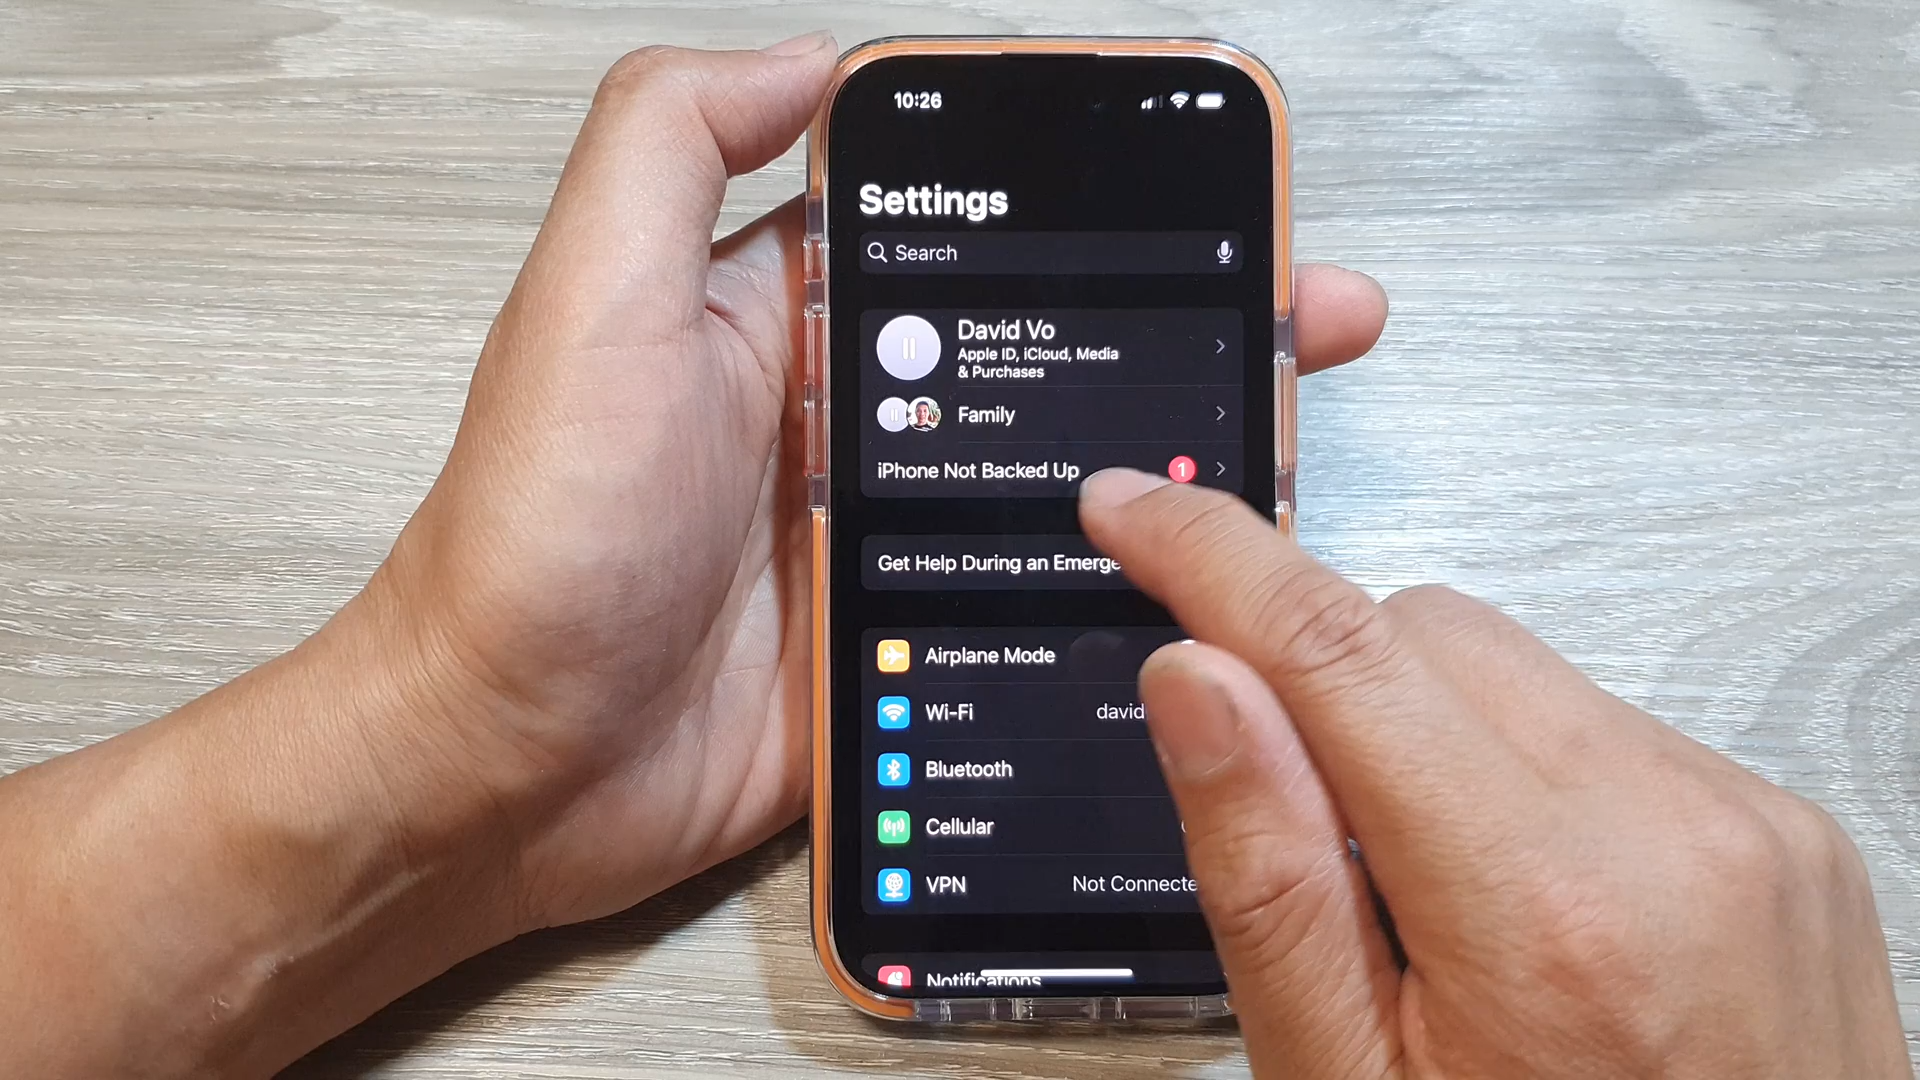 10:26
Settings
Search
David Vo
Apple ID, iCloud, Media
& Purchases
Family
iPhone Not Backed Up 1
Get Help During an Emerge
Airplane Mode
Wi-Fi david
Bluetooth
Cellular
VPN Not Connecte
Notifications